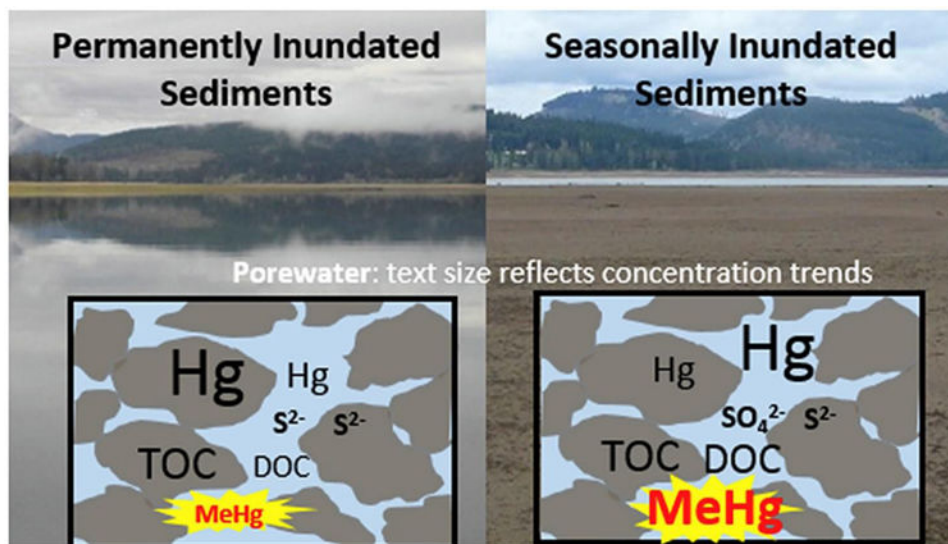 Permanently Inundated
Sediments
Seasonally Inundated
Sediments
Porewater: text size reflects concentration trends
Hg
Hg
S²⁻
S²⁻
TOC
DOC
MeHg
Hg
Hg
SO₄²⁻
S²⁻
TOC
DOC
MeHg